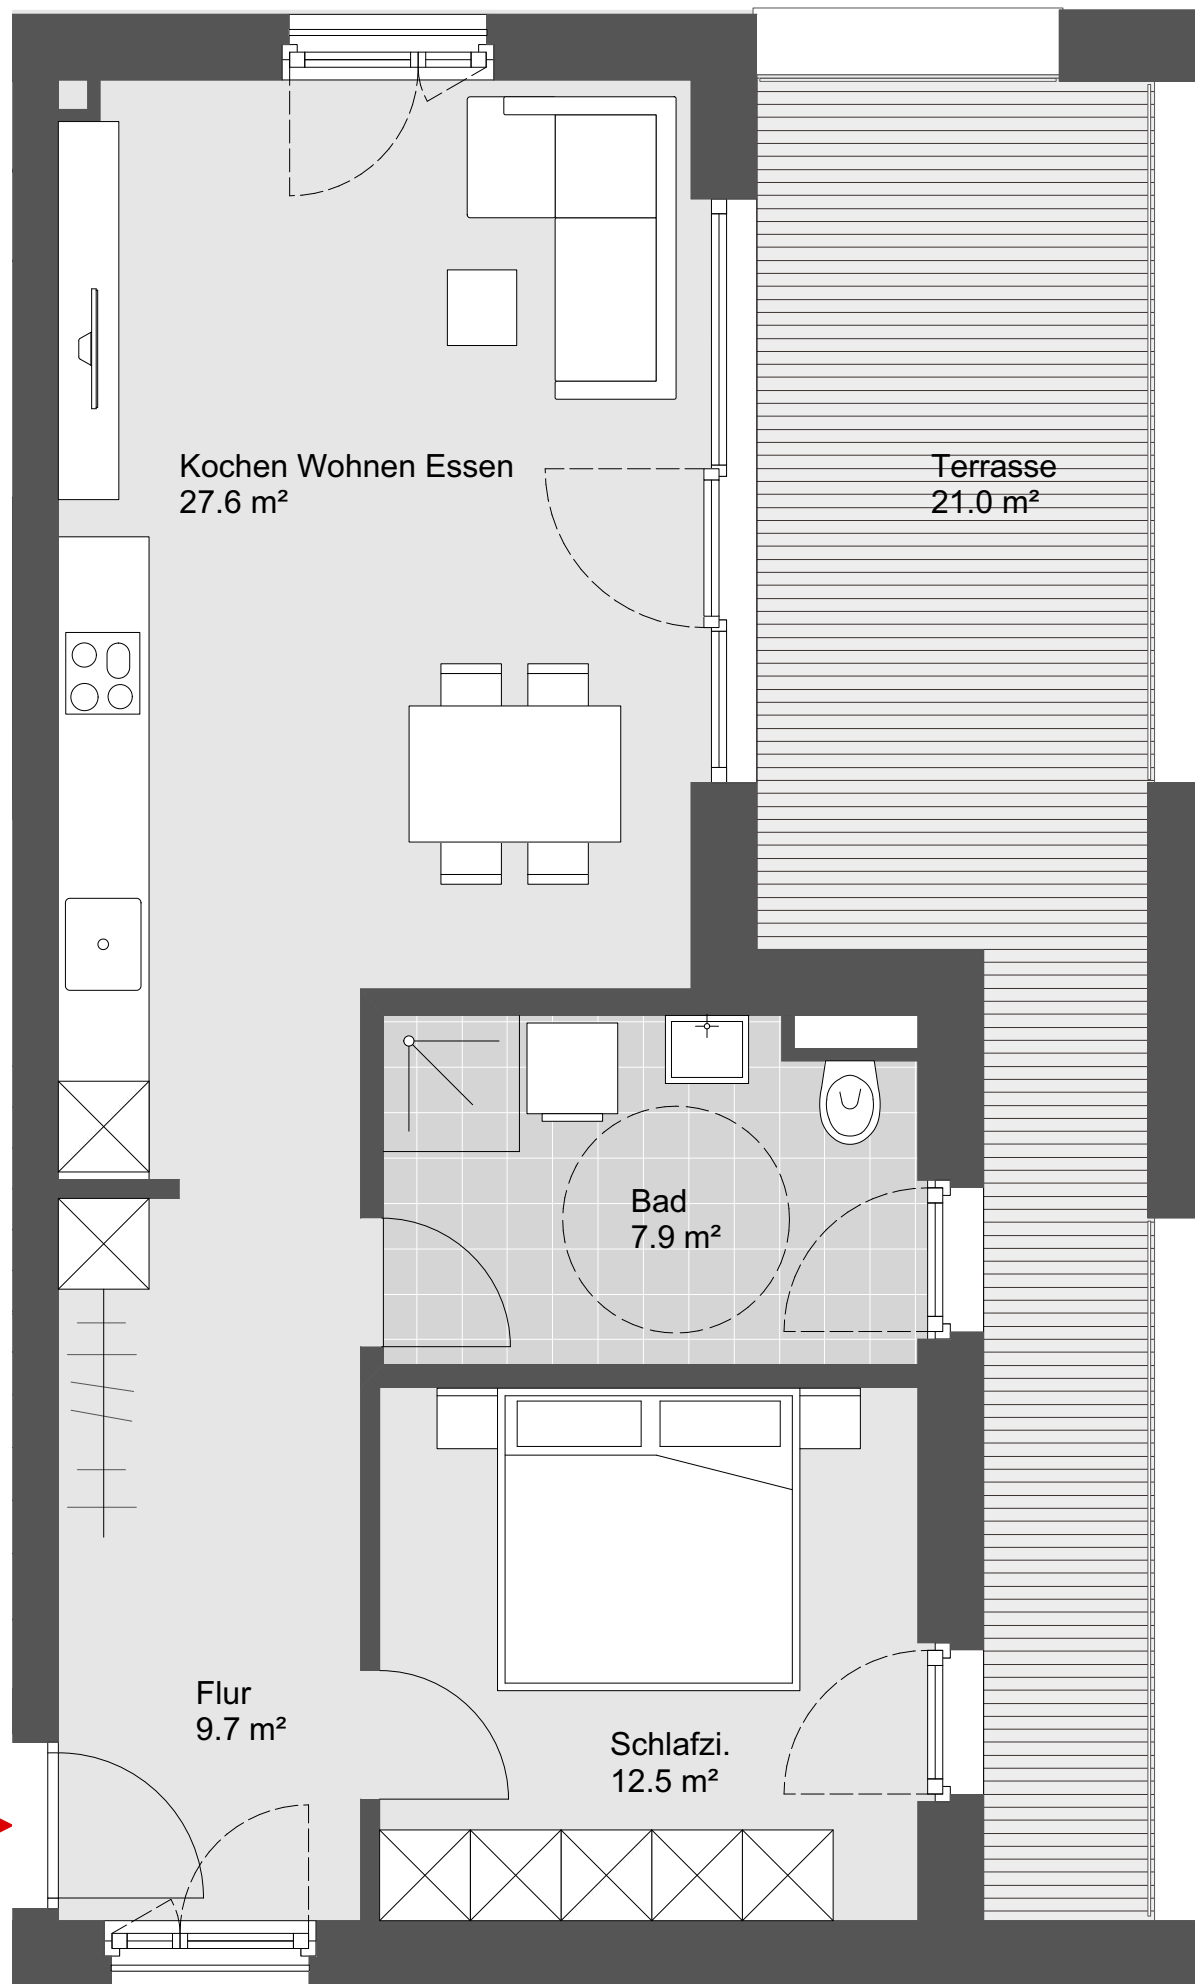 Kochen Wohnen Essen
27.6 m²
Terrasse
21.0 m²
Bad
7.9 m²
Flur
9.7 m²
Schlafzi.
12.5 m²